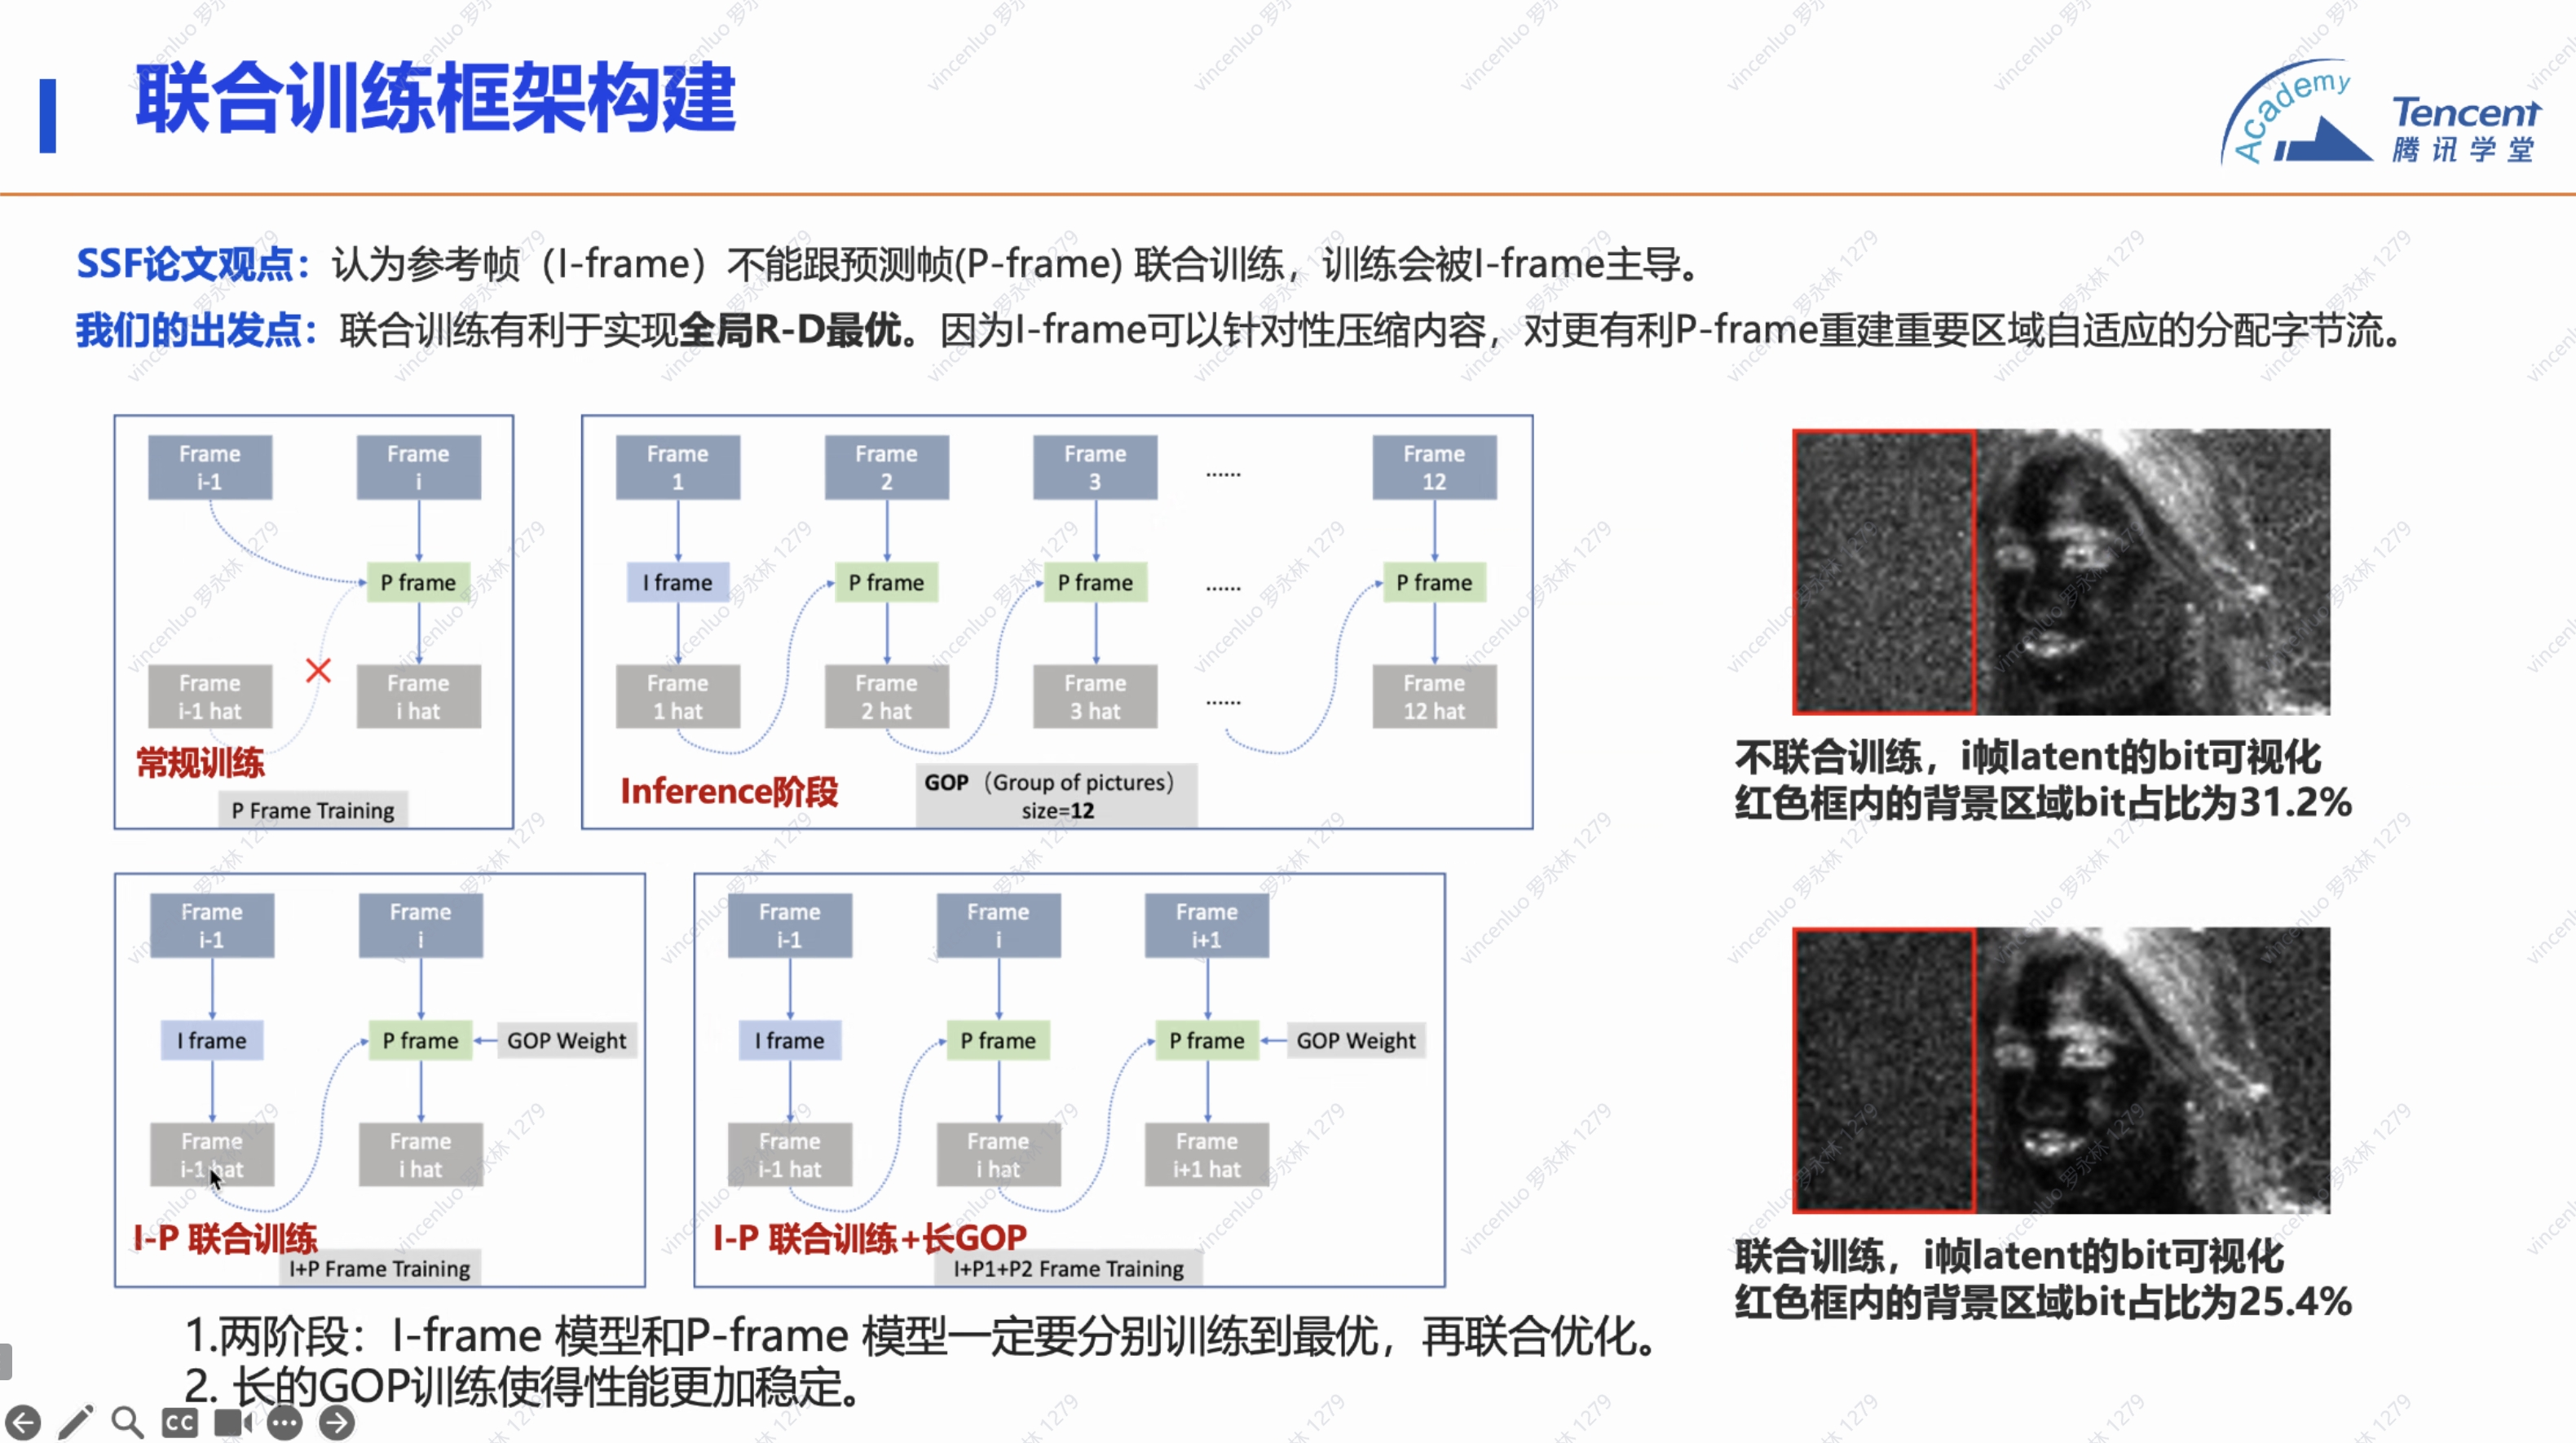 联合训练框架构建
Academy
Tencent
腾讯学堂
SSF论文观点：认为参考帧（I-frame）不能跟预测帧(P-frame) 联合训练，训练会被I-frame主导。
我们的出发点：联合训练有利于实现全局R-D最优。因为I-frame可以针对性压缩内容，对更有利P-frame重建重要区域自适应的分配字节流。
Frame
i-1
Frame
i
P frame
Frame
i-1 hat
Frame
i hat
常规训练
P Frame Training
Frame
1
Frame
2
Frame
3
......
Frame
12
I frame
P frame
P frame
......
P frame
Frame
1 hat
Frame
2 hat
Frame
3 hat
......
Frame
12 hat
Inference阶段
GOP（Group of pictures）
size=12
不联合训练，i帧latent的bit可视化
红色框内的背景区域bit占比为31.2%
Frame
i-1
Frame
i
I frame
P frame
GOP Weight
Frame
i-1 hat
Frame
i hat
I-P 联合训练
I+P Frame Training
Frame
i-1
Frame
i
Frame
i+1
I frame
P frame
P frame
GOP Weight
Frame
i-1 hat
Frame
i hat
Frame
i+1 hat
I-P 联合训练+长GOP
I+P1+P2 Frame Training
联合训练，i帧latent的bit可视化
红色框内的背景区域bit占比为25.4%
1.两阶段：I-frame 模型和P-frame 模型一定要分别训练到最优，再联合优化。
2. 长的GOP训练使得性能更加稳定。
CC
vincenluo 罗永林 1279